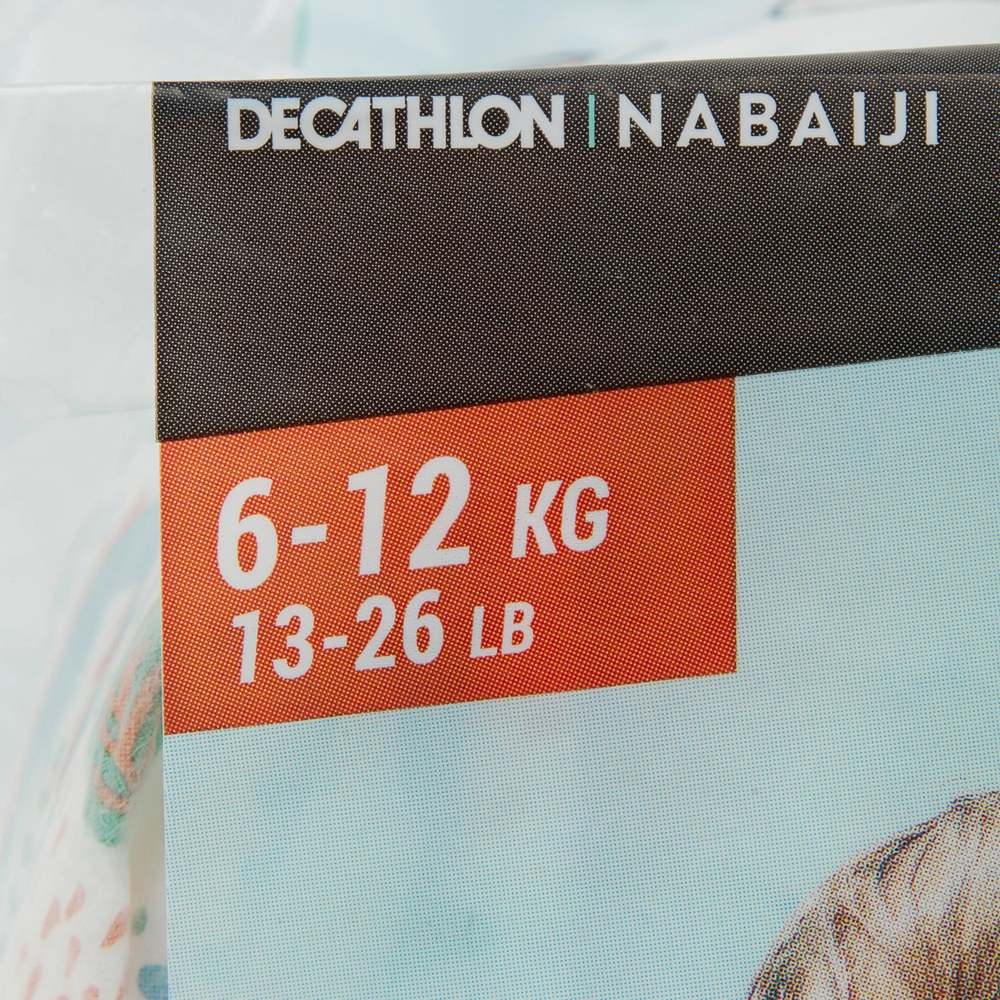 DECATHLON | NABAIJI
6-12 KG
13-26 LB